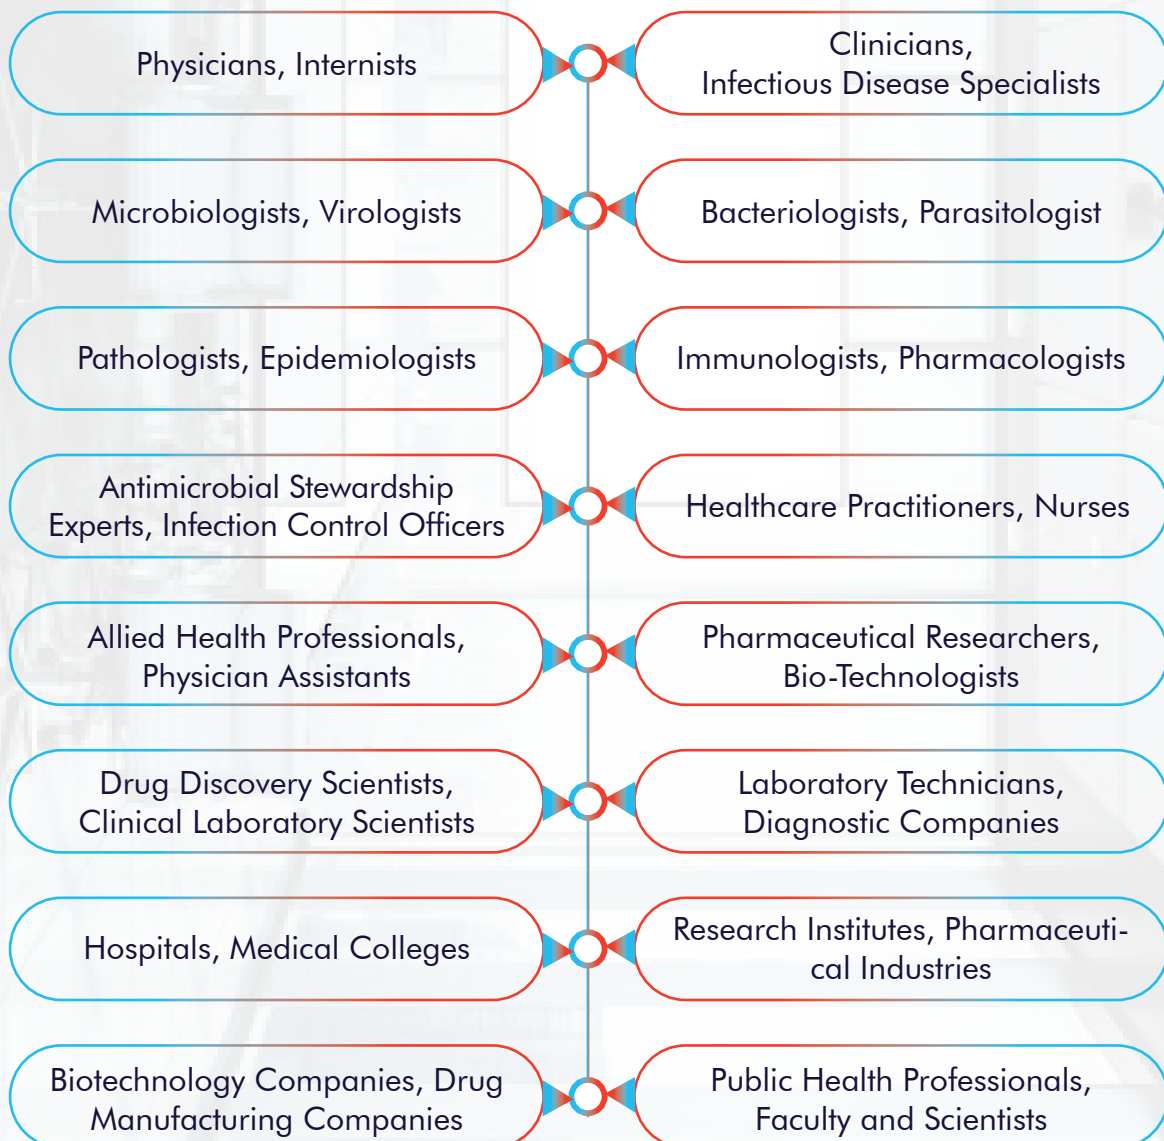 Physicians, Internists
Clinicians,
Infectious Disease Specialists
Microbiologists, Virologists
Bacteriologists, Parasitologist
Pathologists, Epidemiologists
Immunologists, Pharmacologists
Antimicrobial Stewardship
Experts, Infection Control Officers
Healthcare Practitioners, Nurses
Allied Health Professionals,
Physician Assistants
Pharmaceutical Researchers,
Bio-Technologists
Drug Discovery Scientists,
Clinical Laboratory Scientists
Laboratory Technicians,
Diagnostic Companies
Hospitals, Medical Colleges
Research Institutes, Pharmaceuti-
cal Industries
Biotechnology Companies, Drug
Manufacturing Companies
Public Health Professionals,
Faculty and Scientists